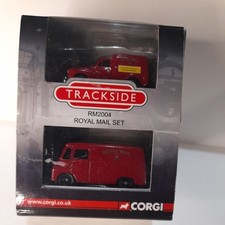 TRACKSIDE
RM2004
ROYAL MAIL SET
www.corgi.co.uk
CORGI